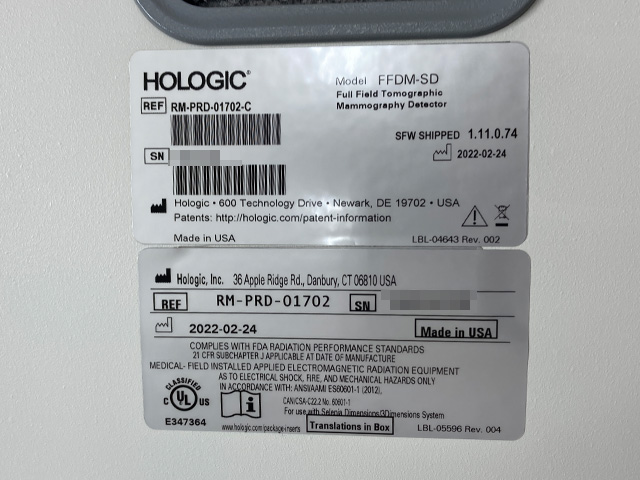 HOLOGIC®
Model FFDM-SD
Full Field Tomographic
Mammography Detector
REF RM-PRD-01702-C
SFW SHIPPED 1.11.0.74
SN
2022-02-24
Hologic • 600 Technology Drive • Newark, DE 19702 • USA
Patents: http://hologic.com/patent-information
Made in USA
LBL-04643 Rev. 002
Hologic, Inc. 36 Apple Ridge Rd., Danbury, CT 06810 USA
REF RM-PRD-01702 SN
2022-02-24 Made in USA
COMPLIES WITH FDA RADIATION PERFORMANCE STANDARDS
21 CFR SUBCHAPTER J APPLICABLE AT DATE OF MANUFACTURE
MEDICAL- FIELD INSTALLED APPLIED ELECTROMAGNETIC RADIATION EQUIPMENT
AS TO ELECTRICAL SHOCK, FIRE, AND MECHANICAL HAZARDS ONLY
IN ACCORDANCE WITH: ANSI/AAMI ES60601-1 (2012),
CAN/CSA-C22.2 No. 60601-1
For use with Selenia Dimensions/3Dimensions System
CLASSIFIED
C UL US
E347364
www.hologic.com/package-inserts
Translations in Box
LBL-05596 Rev. 004